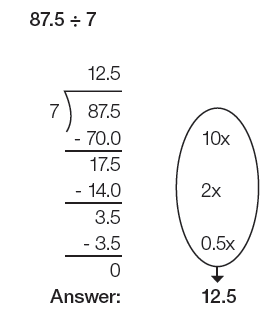 87.5 ÷ 7
12.5
7 ) 87.5
- 70.0 10x
17.5
- 14.0 2x
3.5
- 3.5 0.5x
0
Answer: 12.5